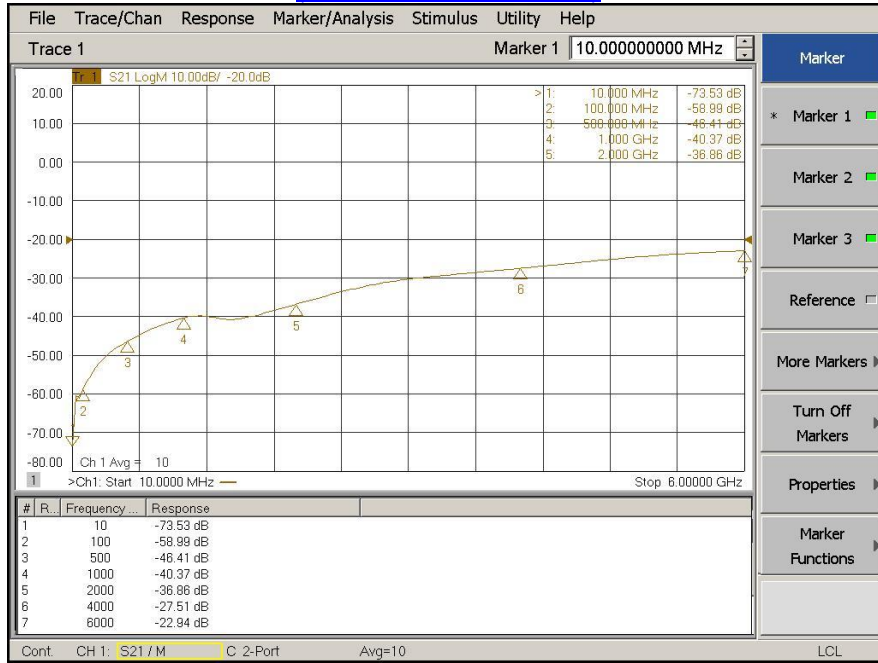 File Trace/Chan Response Marker/Analysis Stimulus Utility Help
Trace 1 Marker 1 10.000000000 MHz
Marker
Tr 1 S21 LogM 10.00dB/ -20.0dB
20.00
10.00
0.00
-10.00
-20.00
-30.00
-40.00
-50.00
-60.00
-70.00
-80.00
> 1: 10.000 MHz -73.53 dB
2: 100.000 MHz -58.99 dB
3: 500.000 MHz -46.41 dB
4: 1.000 GHz -40.37 dB
5: 2.000 GHz -36.86 dB
2
3
4
5
6
7
Ch 1 Avg = 10
1 >Ch1: Start 10.0000 MHz Stop 6.00000 GHz
* Marker 1
Marker 2
Marker 3
Reference
More Markers
Turn Off
Markers
Properties
Marker
Functions
# R... Frequency ... Response
1 10 -73.53 dB
2 100 -58.99 dB
3 500 -46.41 dB
4 1000 -40.37 dB
5 2000 -36.86 dB
6 4000 -27.51 dB
7 6000 -22.94 dB
Cont. CH 1: S21 / M C 2-Port Avg=10 LCL